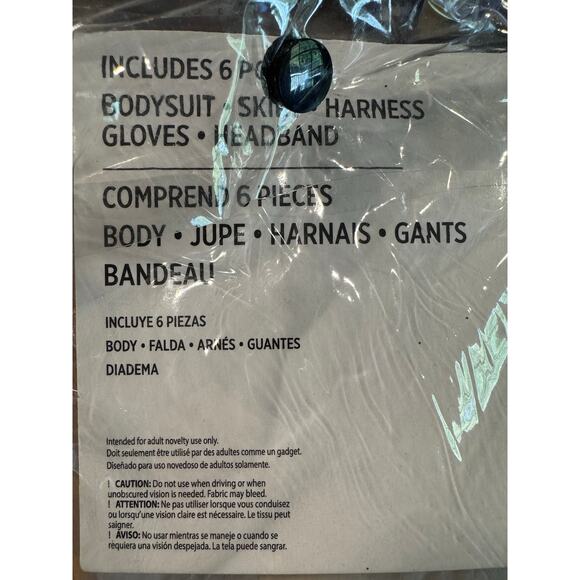 INCLUDES 6
BODYSUIT • HARNESS
GLOVES • HEADBAND
COMPREND 6 PIECES
BODY • JUPE • HARNAIS • GANTS
BANDEAU
INCLUYE 6 PIEZAS
BODY • FALDA • ARNÉS • GUANTES
DIADEMA
Intended for adult novelty use only.
Doit seulement être utilisé par des adultes comme un gadget.
Diseñado para uso novedoso de adultos solamente.
! CAUTION: Do not use when driving or when
unobscured vision is needed. Fabric may bleed.
! ATTENTION: Ne pas utiliser lorsque vous conduisez
ou lorsqu'une vision claire est nécessaire. Le tissu peut
saigner.
! AVISO: No usar mientras se maneje o cuando se
requiera una visión despejada. La tela puede sangrar.